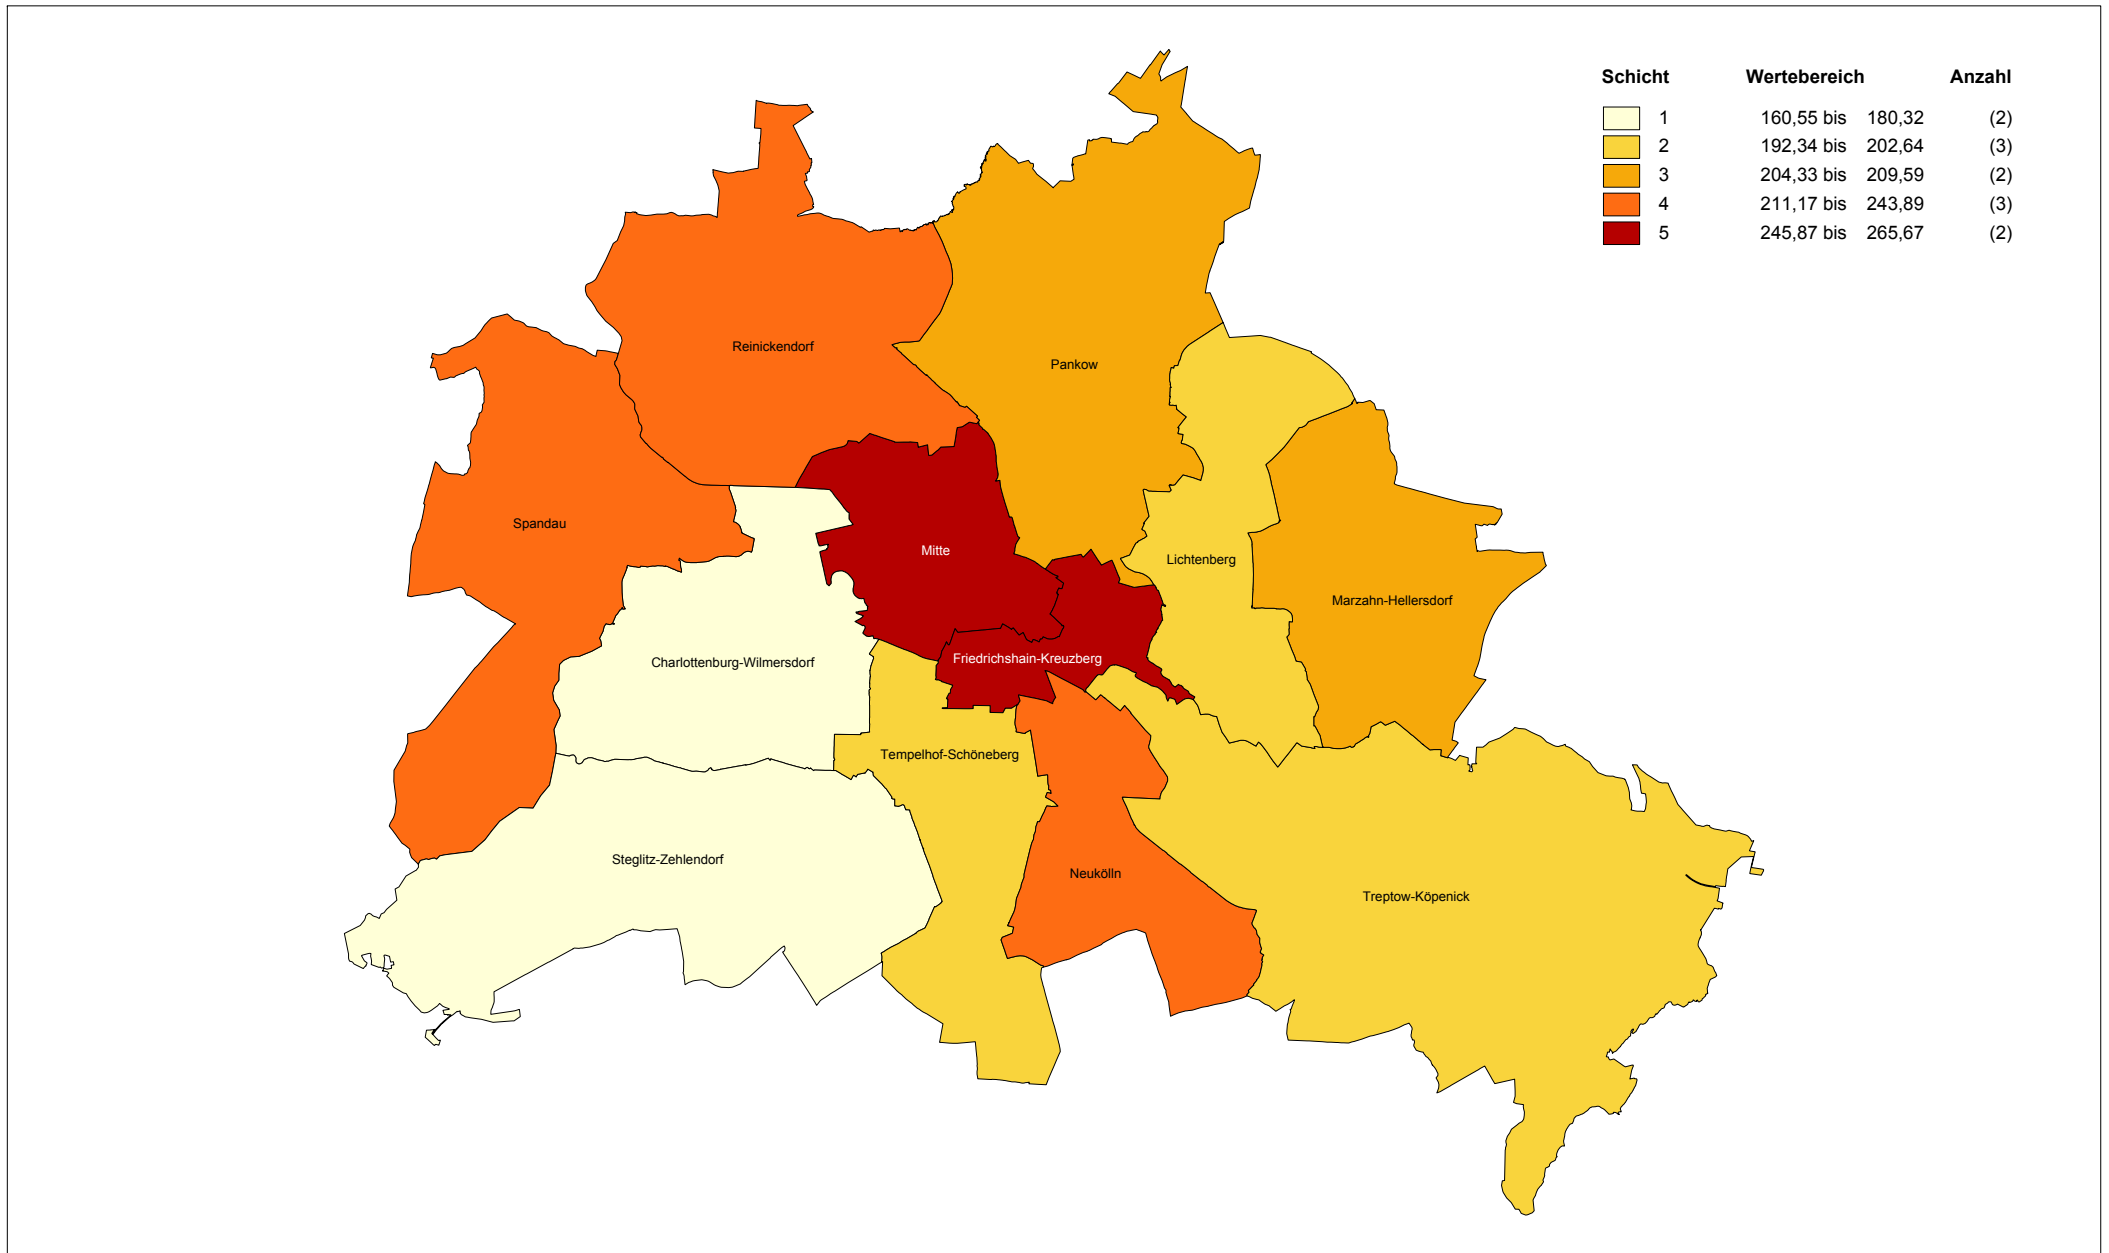 Schicht Wertebereich Anzahl
1 160,55 bis 180,32 (2)
2 192,34 bis 202,64 (3)
3 204,33 bis 209,59 (2)
4 211,17 bis 243,89 (3)
5 245,87 bis 265,67 (2)
Reinickendorf
Pankow
Spandau
Mitte
Lichtenberg
Marzahn-Hellersdorf
Charlottenburg-Wilmersdorf
Friedrichshain-Kreuzberg
Tempelhof-Schöneberg
Steglitz-Zehlendorf
Neukölln
Treptow-Köpenick